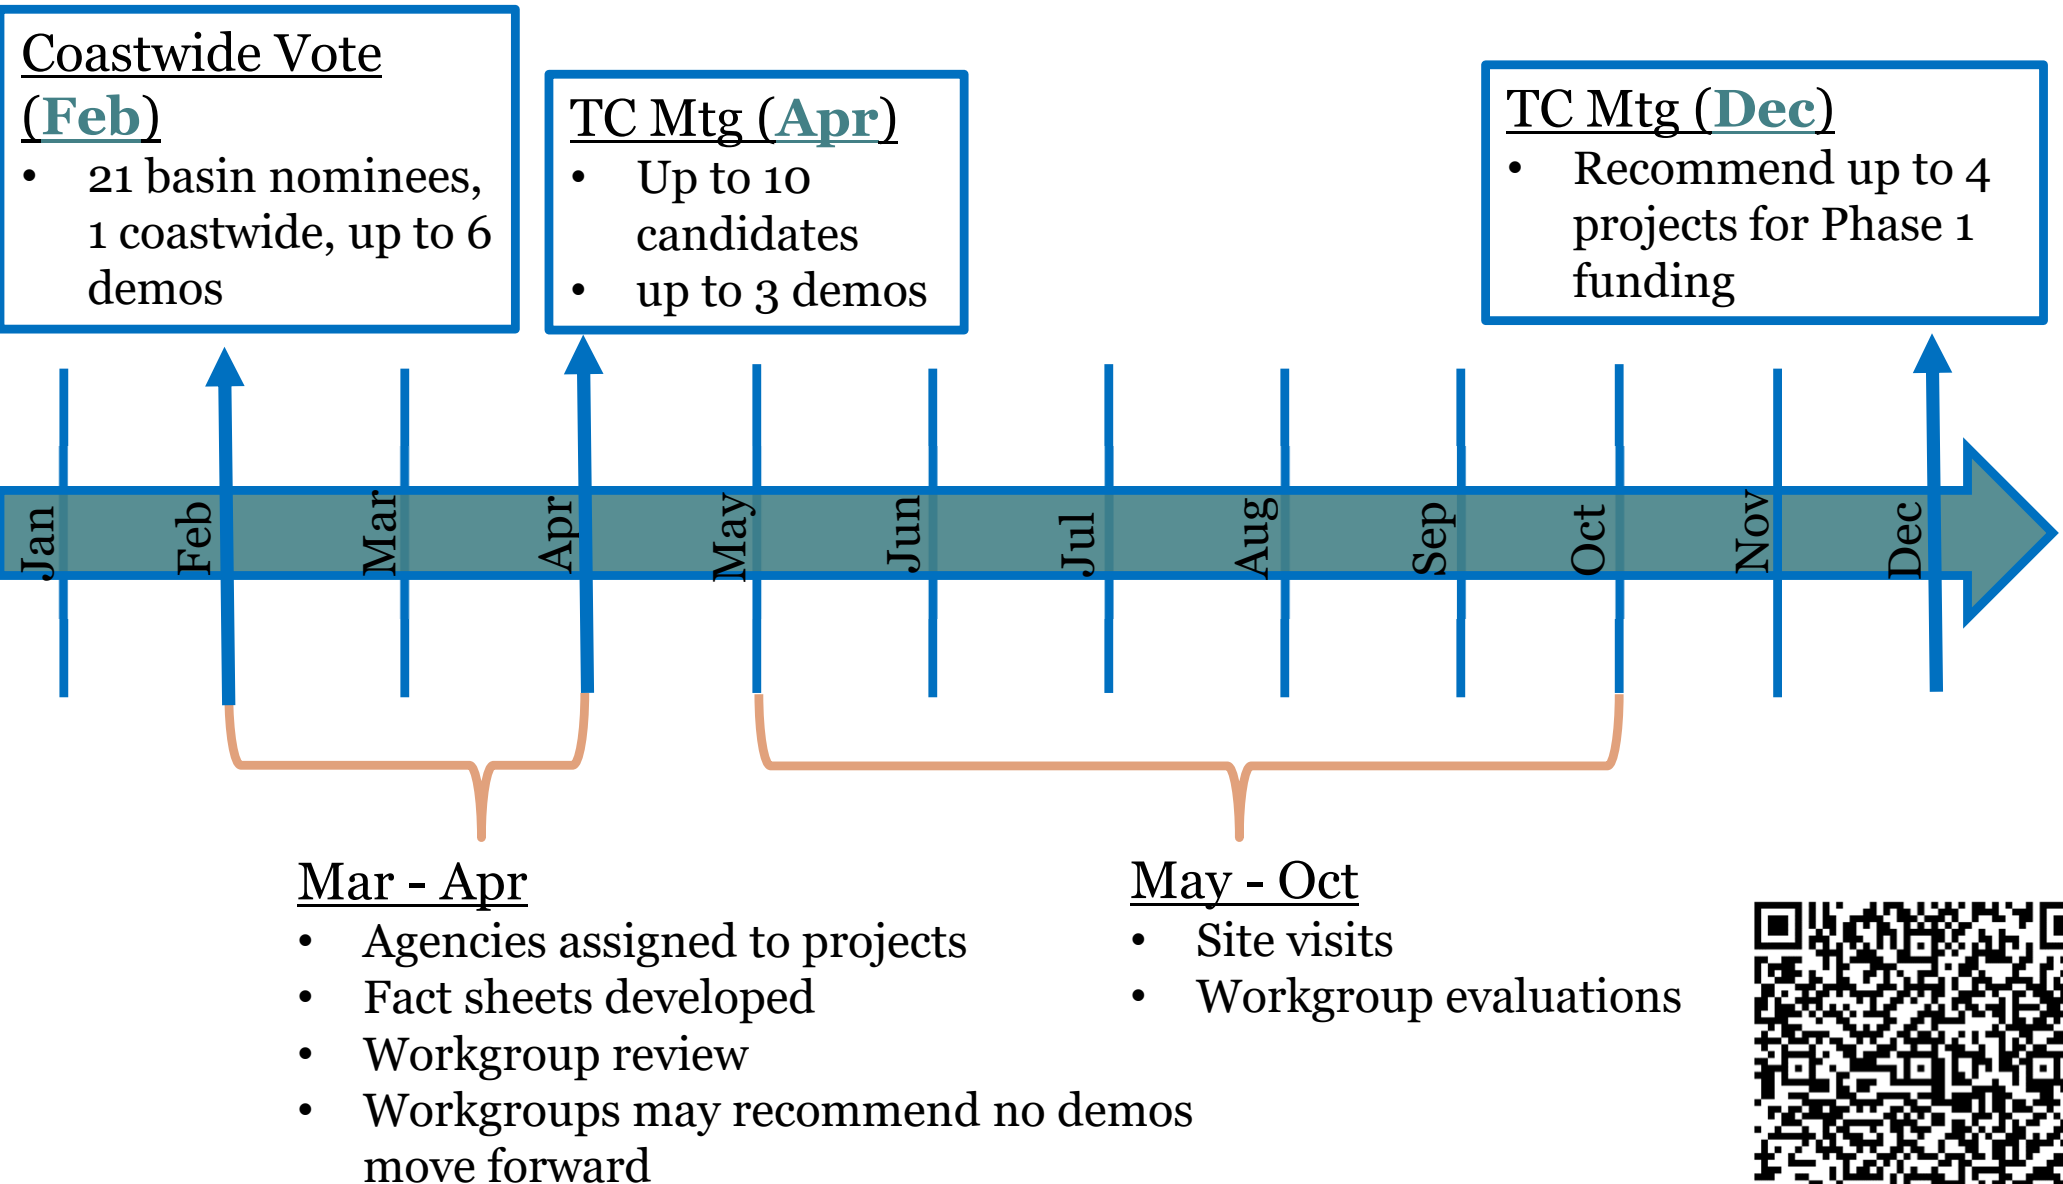 Coastwide Vote
(Feb)
• 21 basin nominees,
1 coastwide, up to 6
demos
TC Mtg (Apr)
• Up to 10
candidates
• up to 3 demos
TC Mtg (Dec)
• Recommend up to 4
projects for Phase 1
funding
Jan
Feb
Mar
Apr
May
Jun
Jul
Aug
Sep
Oct
Nov
Dec
Mar - Apr
• Agencies assigned to projects
• Fact sheets developed
• Workgroup review
• Workgroups may recommend no demos
move forward
May - Oct
• Site visits
• Workgroup evaluations